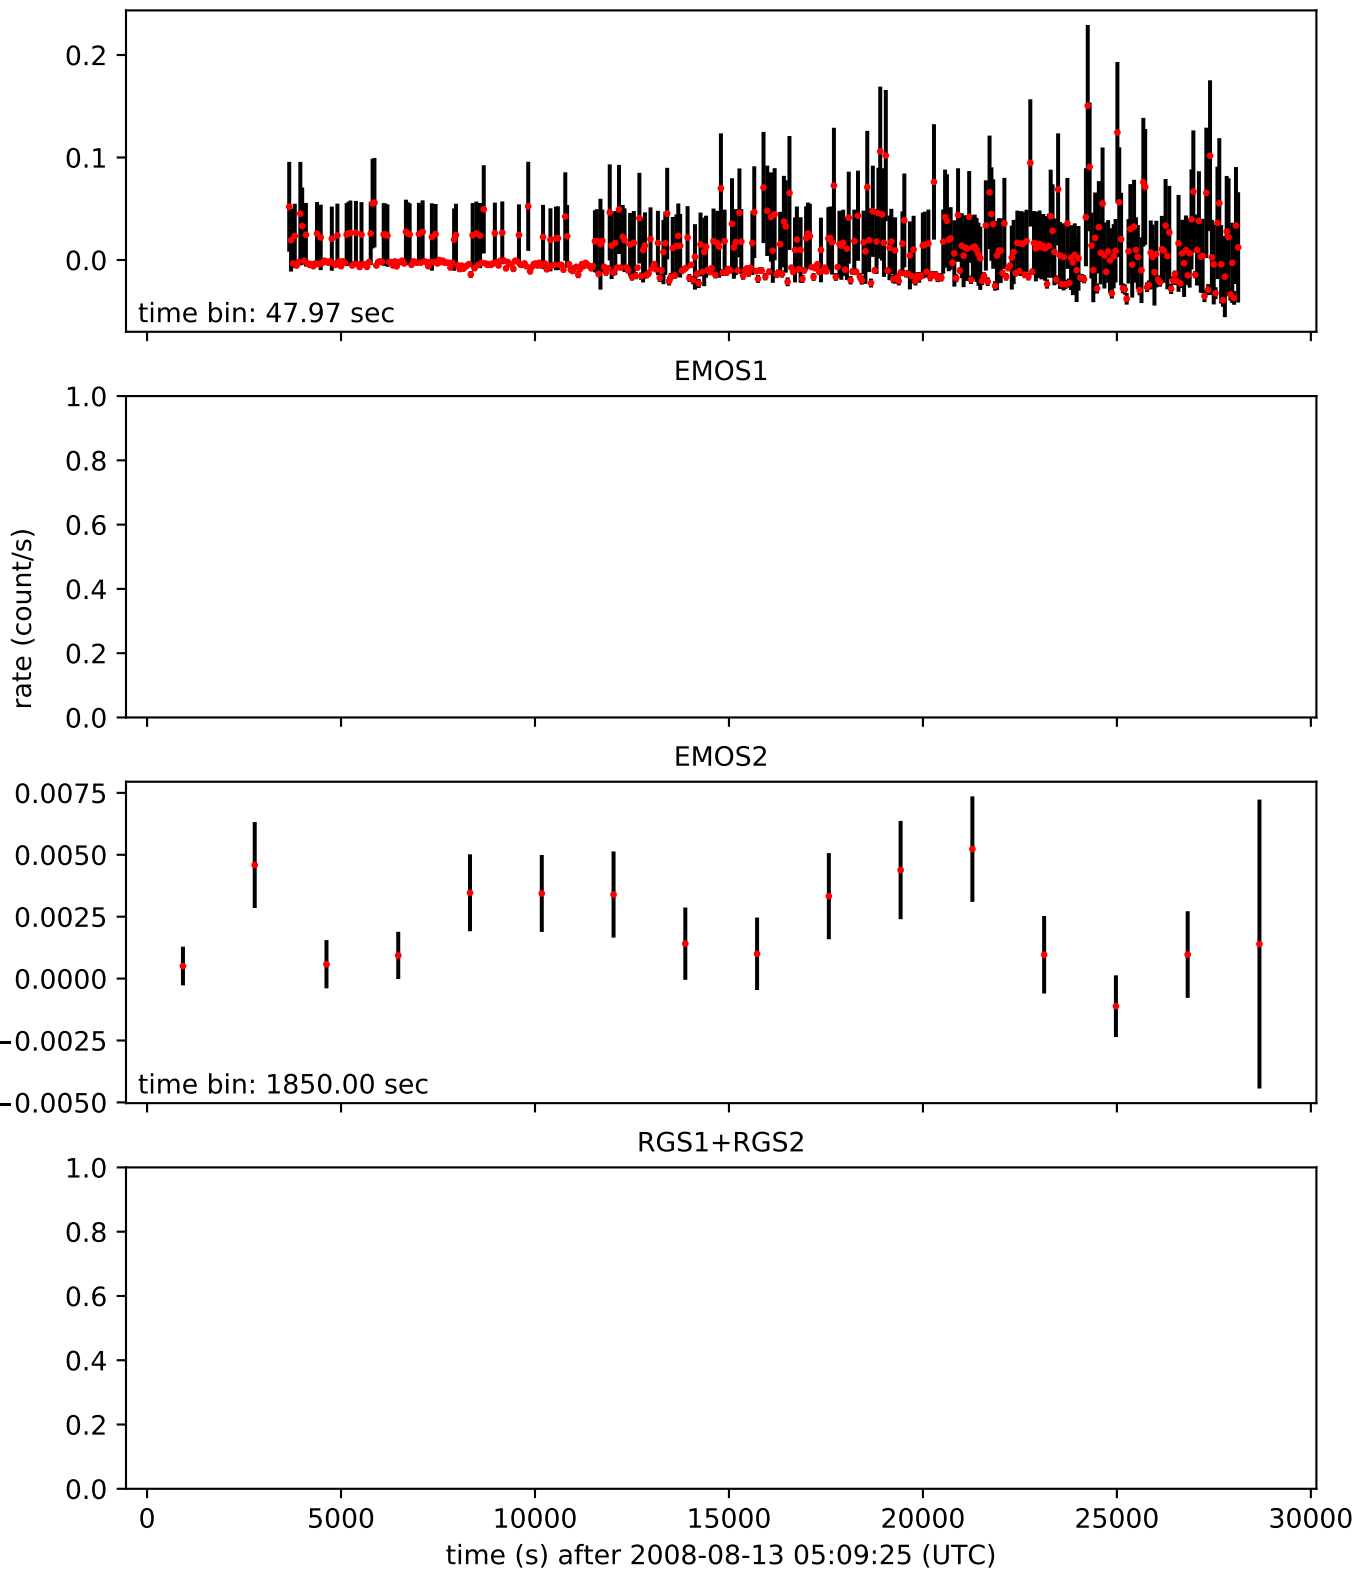 0.2
0.1
0.0
time bin: 47.97 sec
EMOS1
1.0
0.8
0.6
0.4
0.2
0.0
rate (count/s)
EMOS2
0.0075
0.0050
0.0025
0.0000
−0.0025
−0.0050
time bin: 1850.00 sec
RGS1+RGS2
1.0
0.8
0.6
0.4
0.2
0.0
0 5000 10000 15000 20000 25000 30000
time (s) after 2008-08-13 05:09:25 (UTC)